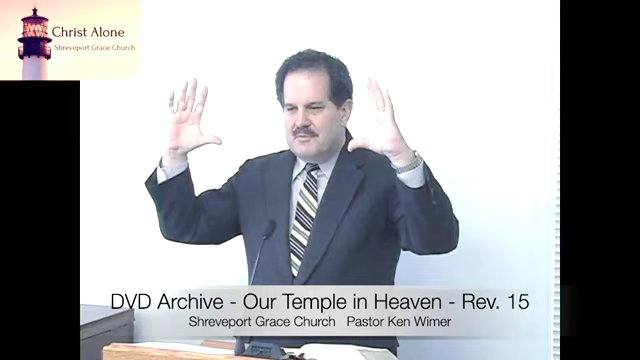 Christ Alone
Shreveport Grace Church
DVD Archive - Our Temple in Heaven - Rev. 15
Shreveport Grace Church Pastor Ken Wimer